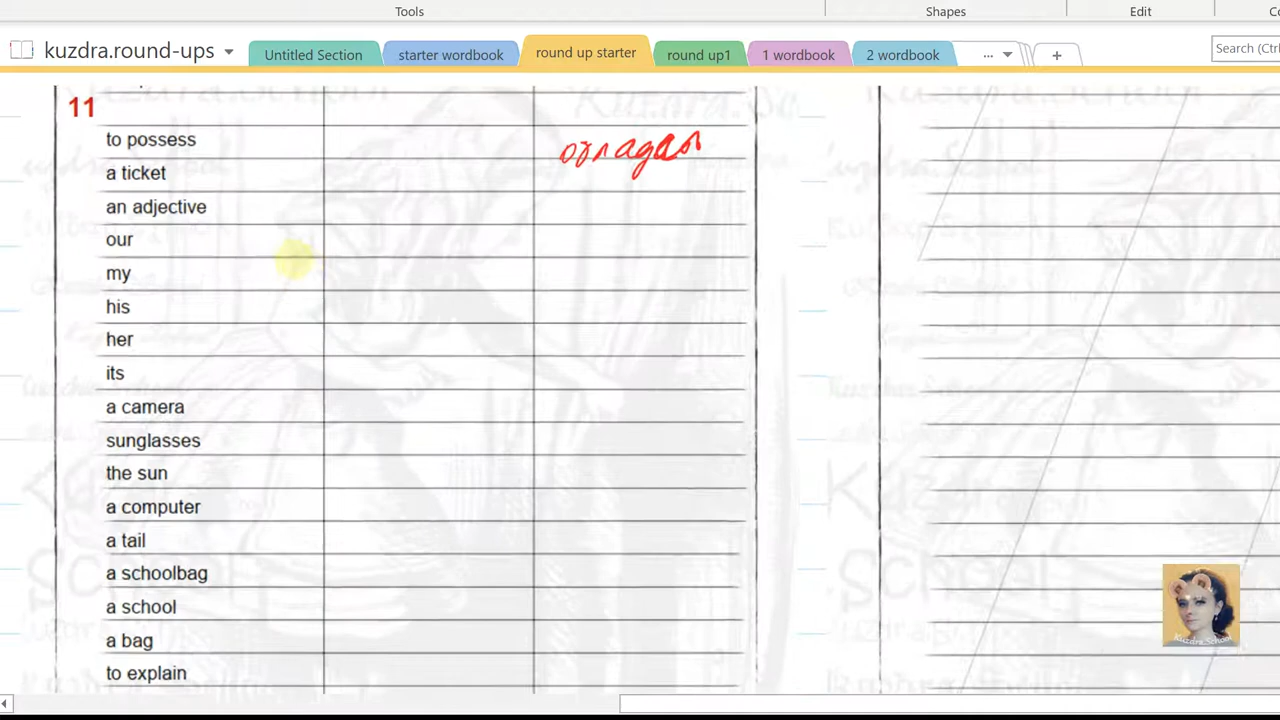 Tools Shapes Edit
kuzdra.round-ups Untitled Section starter wordbook round up starter round up1 1 wordbook 2 wordbook ... + Search (Ctrl
11
to possess
a ticket
an adjective
our
my
his
her
its
a camera
sunglasses
the sun
a computer
a tail
a schoolbag
a school
a bag
to explain
Kuzdra.School